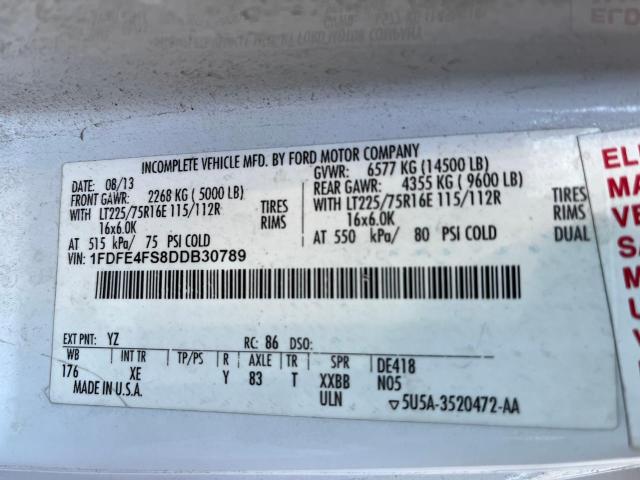 INCOMPLETE VEHICLE MFD. BY FORD MOTOR COMPANY
DATE: 08/13 GVWR: 6577 KG (14500 LB)
FRONT GAWR: 2268 KG (5000 LB) REAR GAWR: 4355 KG (9600 LB)
WITH LT225/75R16E 115/112R TIRES WITH LT225/75R16E 115/112R TIRES
16x6.0K RIMS 16x6.0K RIMS
AT 515 kPa/ 75 PSI COLD AT 550 kPa/ 80 PSI COLD DUAL
VIN: 1FDFE4FS8DDB30789
EXT PNT: YZ RC: 86 DSO:
WB INT TR TP/PS R AXLE TR SPR DE418
176 XE Y 83 T XXBB N05
MADE IN U.S.A. ULN ▽5U5A-3520472-AA